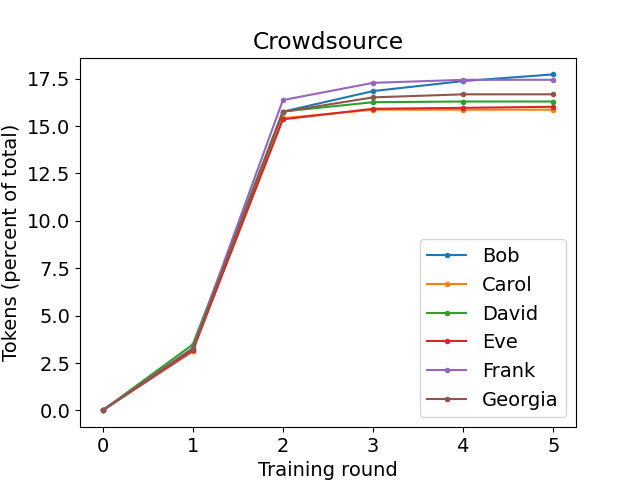 Crowdsource
Tokens (percent of total)
17.5
15.0
12.5
10.0
7.5
5.0
2.5
0.0
Bob
Carol
David
Eve
Frank
Georgia
0 1 2 3 4 5
Training round